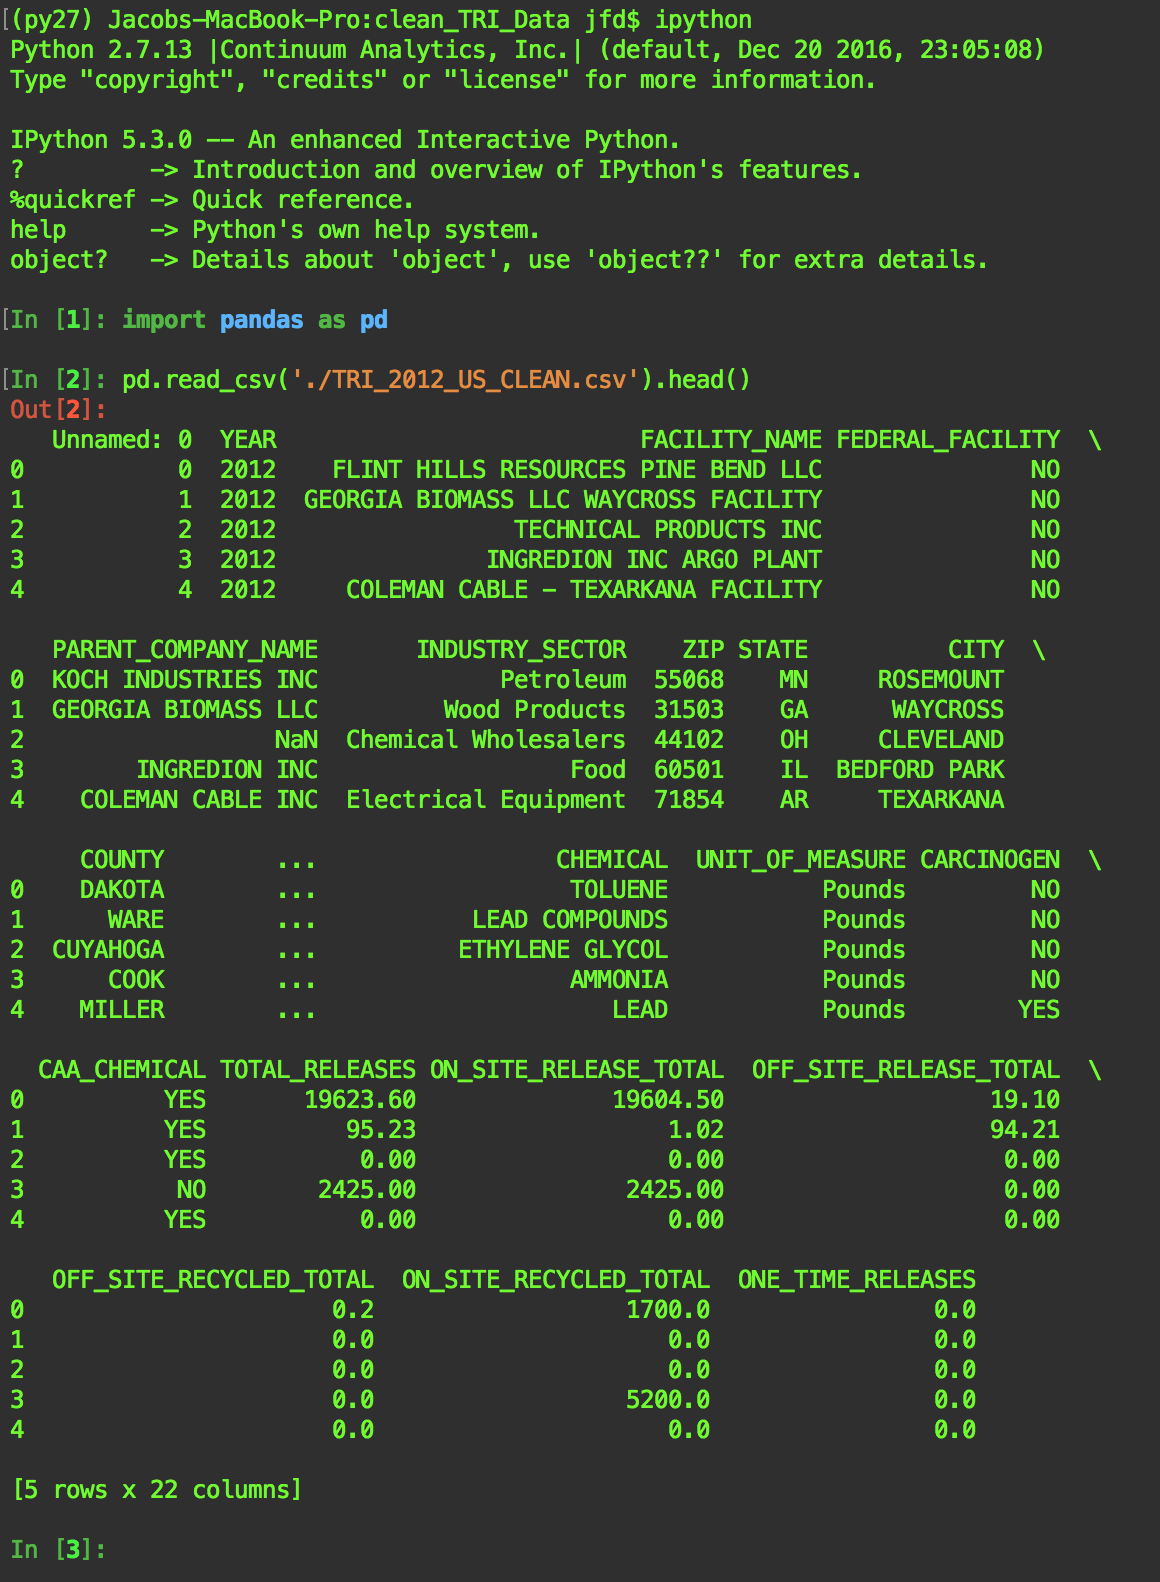 [(py27) Jacobs-MacBook-Pro:clean_TRI_Data jfd$ ipython
Python 2.7.13 |Continuum Analytics, Inc.| (default, Dec 20 2016, 23:05:08)
Type "copyright", "credits" or "license" for more information.

IPython 5.3.0 -- An enhanced Interactive Python.
?         -> Introduction and overview of IPython's features.
%quickref -> Quick reference.
help      -> Python's own help system.
object?   -> Details about 'object', use 'object??' for extra details.

[In [1]: import pandas as pd

[In [2]: pd.read_csv('./TRI_2012_US_CLEAN.csv').head()
Out[2]:
   Unnamed: 0  YEAR                          FACILITY_NAME FEDERAL_FACILITY  \
0           0  2012    FLINT HILLS RESOURCES PINE BEND LLC               NO
1           1  2012  GEORGIA BIOMASS LLC WAYCROSS FACILITY               NO
2           2  2012                 TECHNICAL PRODUCTS INC               NO
3           3  2012               INGREDION INC ARGO PLANT               NO
4           4  2012     COLEMAN CABLE - TEXARKANA FACILITY               NO

   PARENT_COMPANY_NAME       INDUSTRY_SECTOR    ZIP STATE          CITY  \
0  KOCH INDUSTRIES INC             Petroleum  55068    MN     ROSEMOUNT
1  GEORGIA BIOMASS LLC         Wood Products  31503    GA      WAYCROSS
2                  NaN  Chemical Wholesalers  44102    OH     CLEVELAND
3        INGREDION INC                  Food  60501    IL  BEDFORD PARK
4    COLEMAN CABLE INC  Electrical Equipment  71854    AR     TEXARKANA

     COUNTY        ...                 CHEMICAL  UNIT_OF_MEASURE CARCINOGEN  \
0    DAKOTA        ...                  TOLUENE           Pounds         NO
1      WARE        ...           LEAD COMPOUNDS           Pounds         NO
2  CUYAHOGA        ...          ETHYLENE GLYCOL           Pounds         NO
3      COOK        ...                  AMMONIA           Pounds         NO
4    MILLER        ...                     LEAD           Pounds        YES

  CAA_CHEMICAL TOTAL_RELEASES ON_SITE_RELEASE_TOTAL  OFF_SITE_RELEASE_TOTAL  \
0          YES       19623.60              19604.50                   19.10
1          YES          95.23                  1.02                   94.21
2          YES           0.00                  0.00                    0.00
3           NO        2425.00               2425.00                    0.00
4          YES           0.00                  0.00                    0.00

   OFF_SITE_RECYCLED_TOTAL  ON_SITE_RECYCLED_TOTAL  ONE_TIME_RELEASES
0                      0.2                  1700.0                0.0
1                      0.0                     0.0                0.0
2                      0.0                     0.0                0.0
3                      0.0                  5200.0                0.0
4                      0.0                     0.0                0.0

[5 rows x 22 columns]

In [3]: